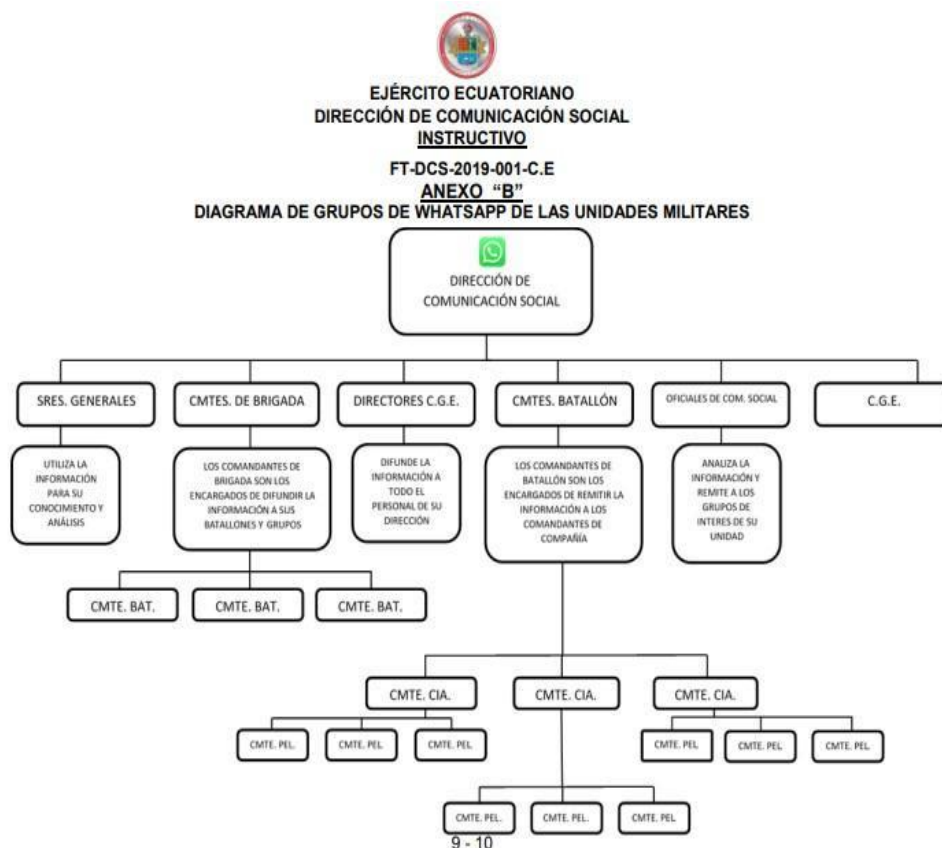 EJÉRCITO ECUATORIANO
DIRECCIÓN DE COMUNICACIÓN SOCIAL
INSTRUCTIVO
FT-DCS-2019-001-C.E
ANEXO “B”
DIAGRAMA DE GRUPOS DE WHATSAPP DE LAS UNIDADES MILITARES
DIRECCIÓN DE
COMUNICACIÓN SOCIAL
SRES. GENERALES
CMTES. DE BRIGADA
DIRECTORES C.G.E.
CMTES. BATALLÓN
OFICIALES DE COM. SOCIAL
C.G.E.
UTILIZA LA
INFORMACIÓN
PARA SU
CONOCIMIENTO Y
ANÁLISIS
LOS COMANDANTES DE
BRIGADA SON LOS
ENCARGADOS DE DIFUNDIR LA
INFORMACIÓN A SUS
BATALLONES Y GRUPOS
DIFUNDE LA
INFORMACIÓN A
TODO EL
PERSONAL DE SU
DIRECCIÓN
LOS COMANDANTES DE
BATALLÓN SON LOS
ENCARGADOS DE REMITIR LA
INFORMACIÓN A LOS
COMANDANTES DE
COMPAÑÍA
ANALIZA LA
INFORMACIÓN Y
REMITE A LOS
GRUPOS DE
INTERES DE SU
UNIDAD
CMTE. BAT.
CMTE. BAT.
CMTE. BAT.
CMTE. CIA.
CMTE. CIA.
CMTE. CIA.
CMTE. PEL.
CMTE. PEL
CMTE. PEL
CMTE. PEL
CMTE. PEL
CMTE. PEL
CMTE. PEL.
CMTE. PEL.
CMTE. PEL
9 - 10